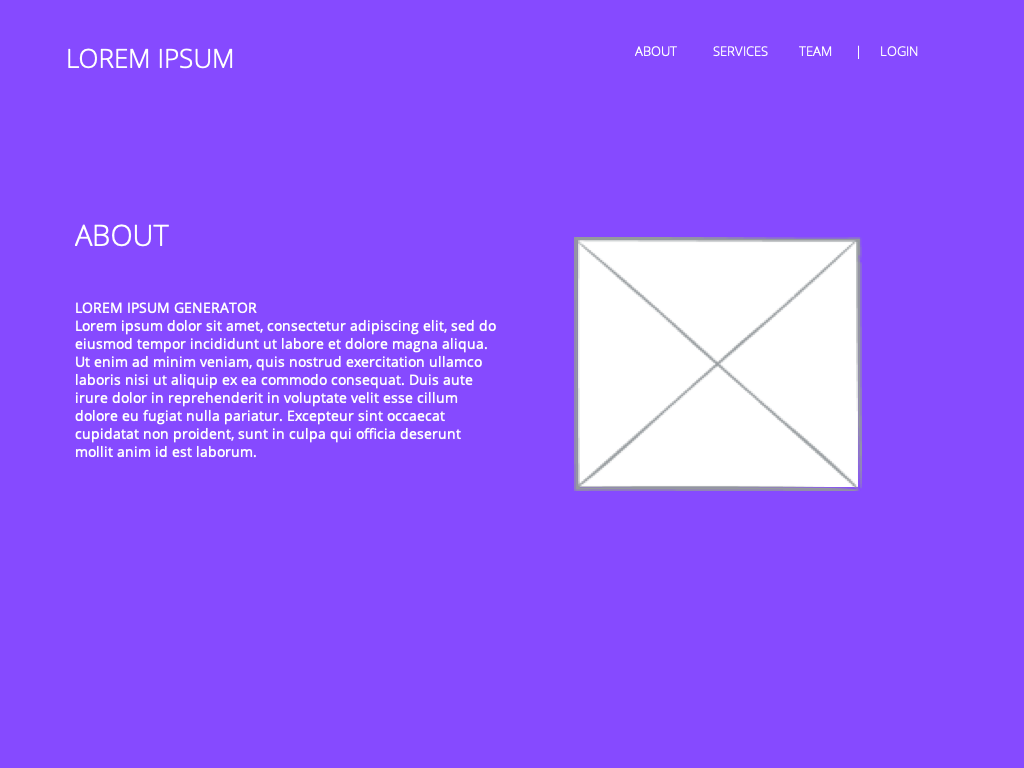 LOREM IPSUM
ABOUT SERVICES TEAM | LOGIN
ABOUT
LOREM IPSUM GENERATOR
Lorem ipsum dolor sit amet, consectetur adipiscing elit, sed do
eiusmod tempor incididunt ut labore et dolore magna aliqua.
Ut enim ad minim veniam, quis nostrud exercitation ullamco
laboris nisi ut aliquip ex ea commodo consequat. Duis aute
irure dolor in reprehenderit in voluptate velit esse cillum
dolore eu fugiat nulla pariatur. Excepteur sint occaecat
cupidatat non proident, sunt in culpa qui officia deserunt
mollit anim id est laborum.